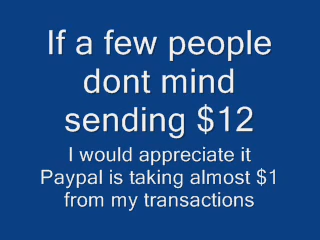 If a few people
dont mind
sending $12
I would appreciate it
Paypal is taking almost $1
from my transactions